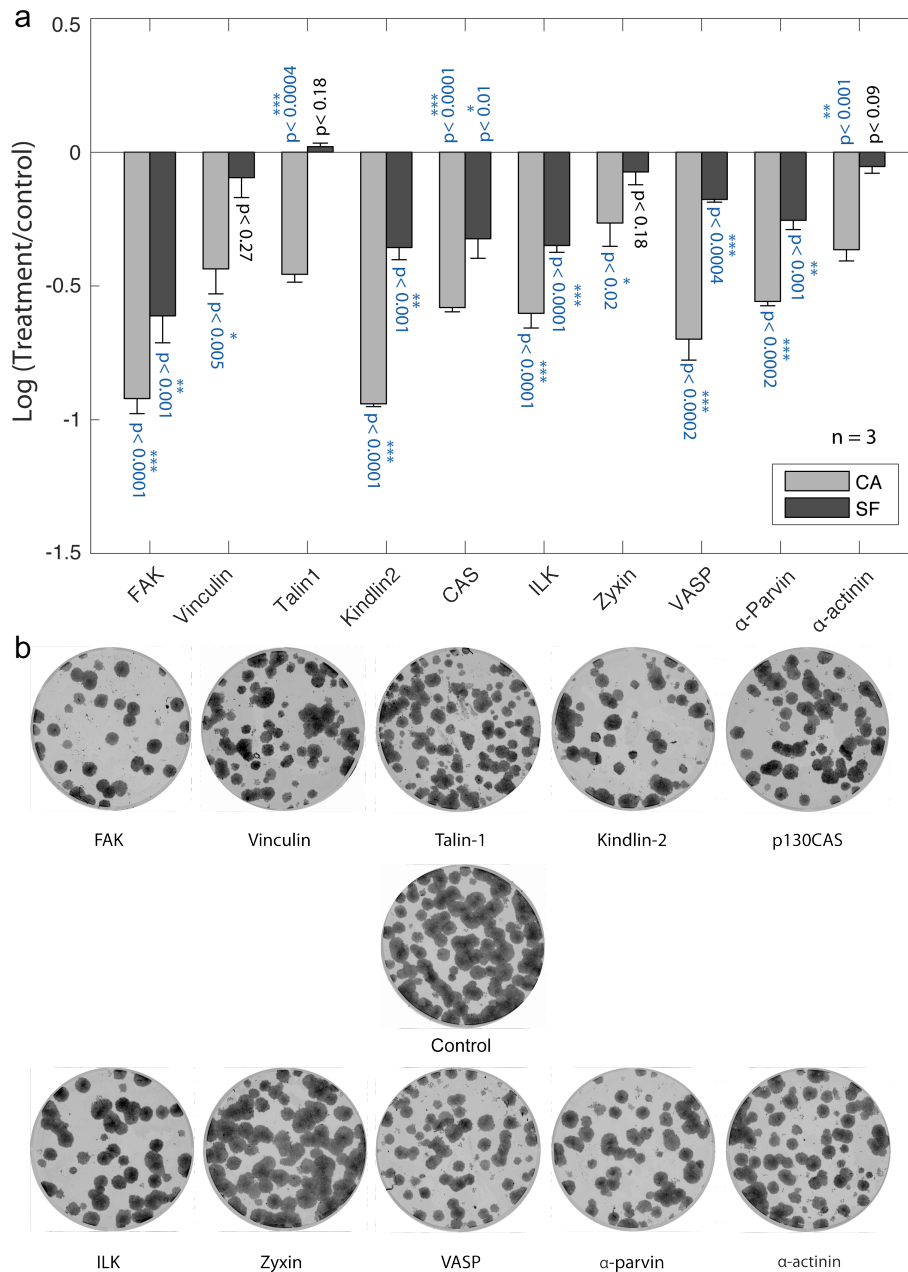 a
Log (Treatment/control)
0.5
0
-0.5
-1
-1.5
p< 0.0001
***
p< 0.001
**
p< 0.005
*
p< 0.27
***
p< 0.0004
p< 0.18
p< 0.0001
***
p< 0.001
**
***
p< 0.0001
*
p< 0.01
p< 0.0001
***
p< 0.0001
***
p< 0.02
*
p< 0.18
p< 0.0002
***
p< 0.0004
***
p< 0.0002
***
p< 0.001
**
**
p< 0.001
p< 0.09
n = 3
CA
SF
FAK
Vinculin
Talin1
Kindlin2
CAS
ILK
Zyxin
VASP
α-Parvin
α-actinin
b
FAK
Vinculin
Talin-1
Kindlin-2
p130CAS
Control
ILK
Zyxin
VASP
α-parvin
α-actinin